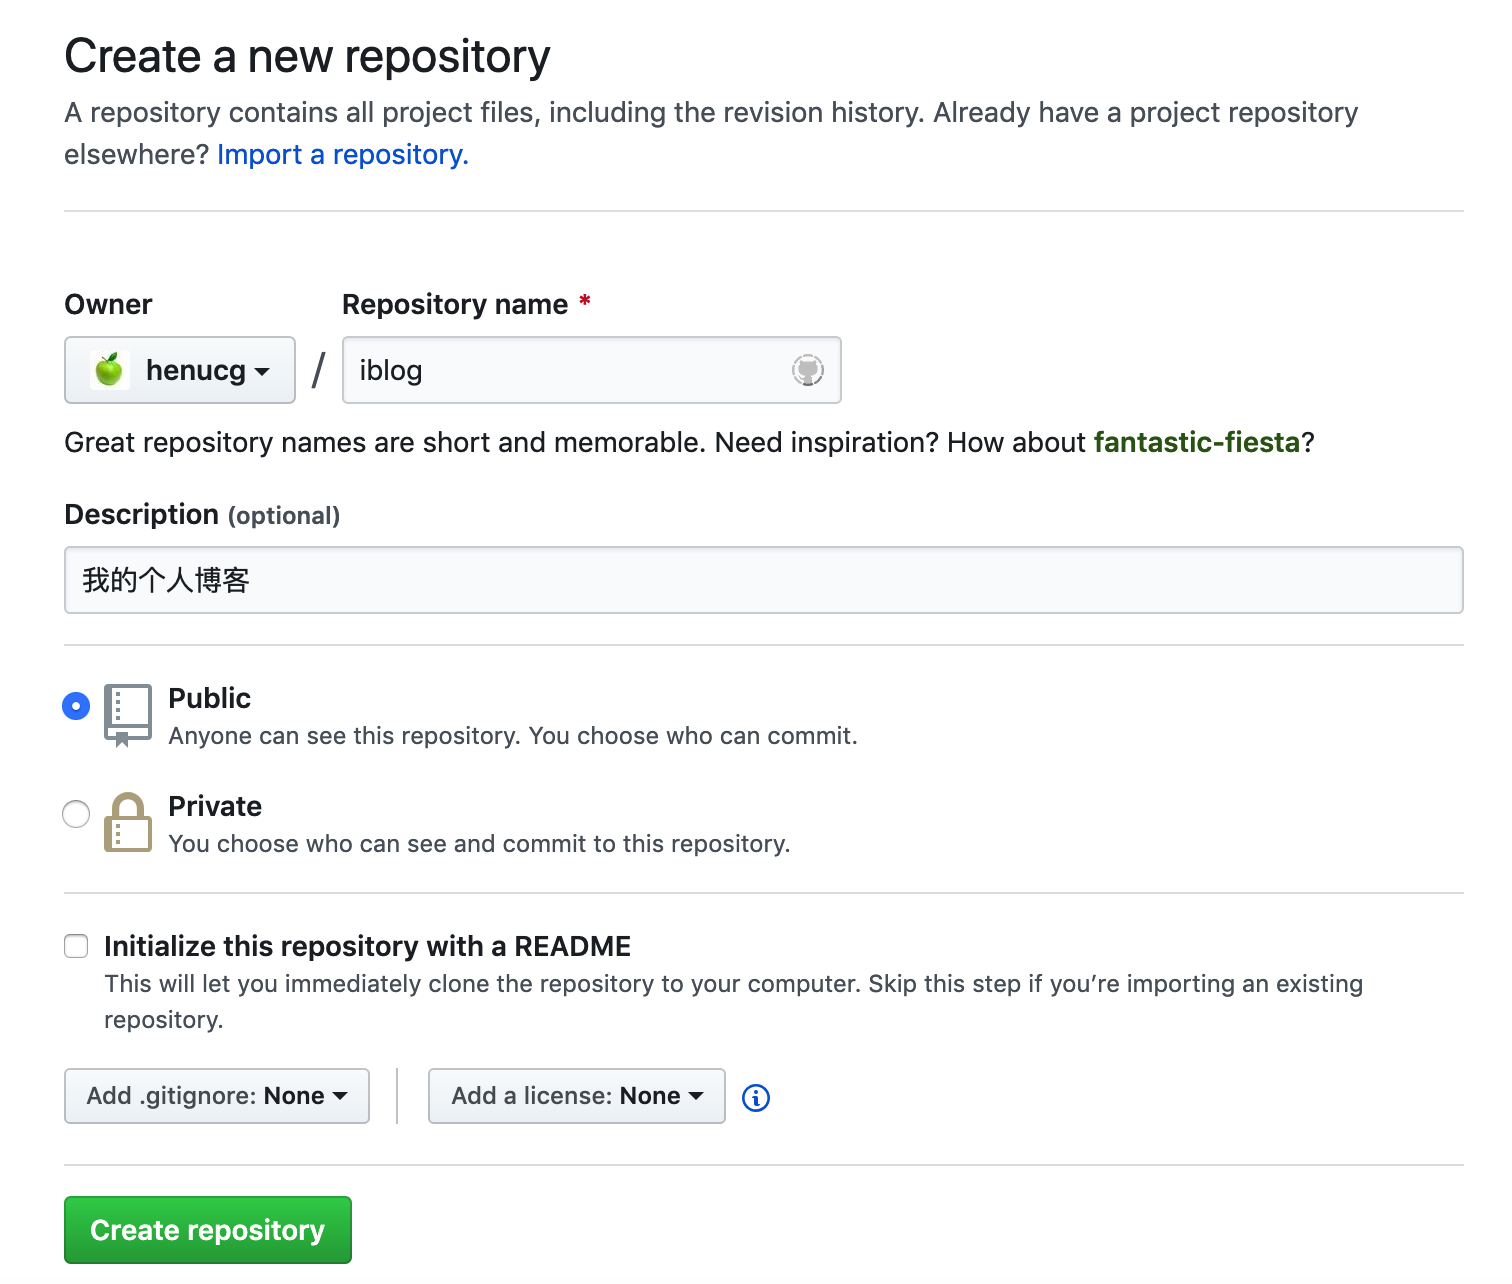 Create a new repository
A repository contains all project files, including the revision history. Already have a project repository
elsewhere? Import a repository.
Owner
Repository name *
henucg / iblog
Great repository names are short and memorable. Need inspiration? How about fantastic-fiesta?
Description (optional)
我的个人博客
Public
Anyone can see this repository. You choose who can commit.
Private
You choose who can see and commit to this repository.
Initialize this repository with a README
This will let you immediately clone the repository to your computer. Skip this step if you’re importing an existing
repository.
Add .gitignore: None
Add a license: None
Create repository